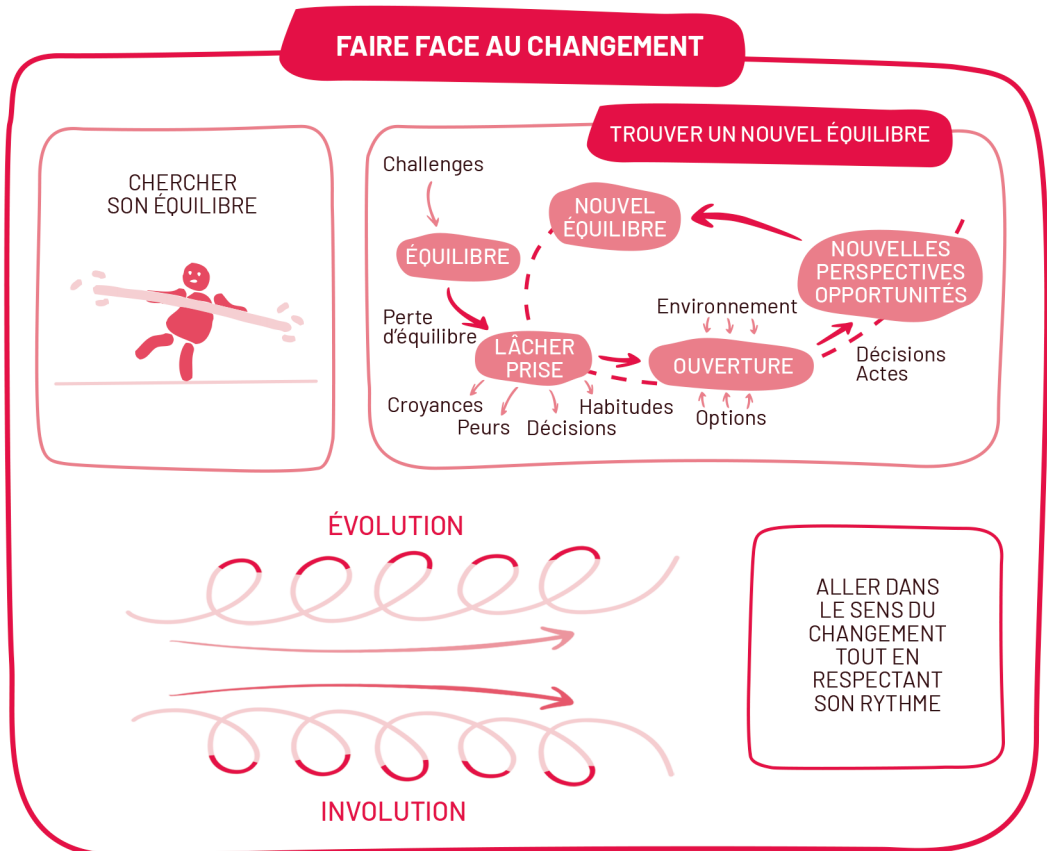 FAIRE FACE AU CHANGEMENT
CHERCHER
SON ÉQUILIBRE
TROUVER UN NOUVEL ÉQUILIBRE
Challenges
ÉQUILIBRE
Perte
d'équilibre
LÂCHER
PRISE
Croyances
Peurs
Décisions
Habitudes
OUVERTURE
Environnement
Options
Décisions
Actes
NOUVELLES
PERSPECTIVES
OPPORTUNITÉS
NOUVEL
ÉQUILIBRE
ÉVOLUTION
INVOLUTION
ALLER DANS
LE SENS DU
CHANGEMENT
TOUT EN
RESPECTANT
SON RYTHME